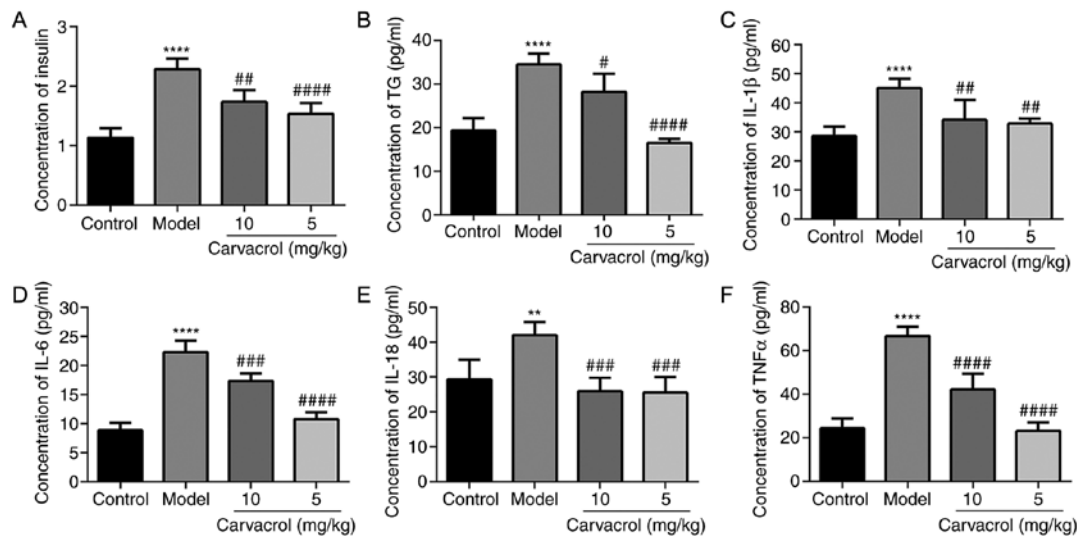 A
Concentration of insulin
3
2
1
0
****
##
####
Control
Model
10
5
Carvacrol (mg/kg)
B
Concentration of TG (pg/ml)
40
30
20
10
0
****
#
####
Control
Model
10
5
Carvacrol (mg/kg)
C
Concentration of IL-1β (pg/ml)
60
50
40
30
20
10
0
****
##
##
Control
Model
10
5
Carvacrol (mg/kg)
D
Concentration of IL-6 (pg/ml)
30
25
20
15
10
5
0
****
###
####
Control
Model
10
5
Carvacrol (mg/kg)
E
Concentration of IL-18 (pg/ml)
50
40
30
20
10
0
**
###
###
Control
Model
10
5
Carvacrol (mg/kg)
F
Concentration of TNFα (pg/ml)
80
60
40
20
0
****
####
####
Control
Model
10
5
Carvacrol (mg/kg)